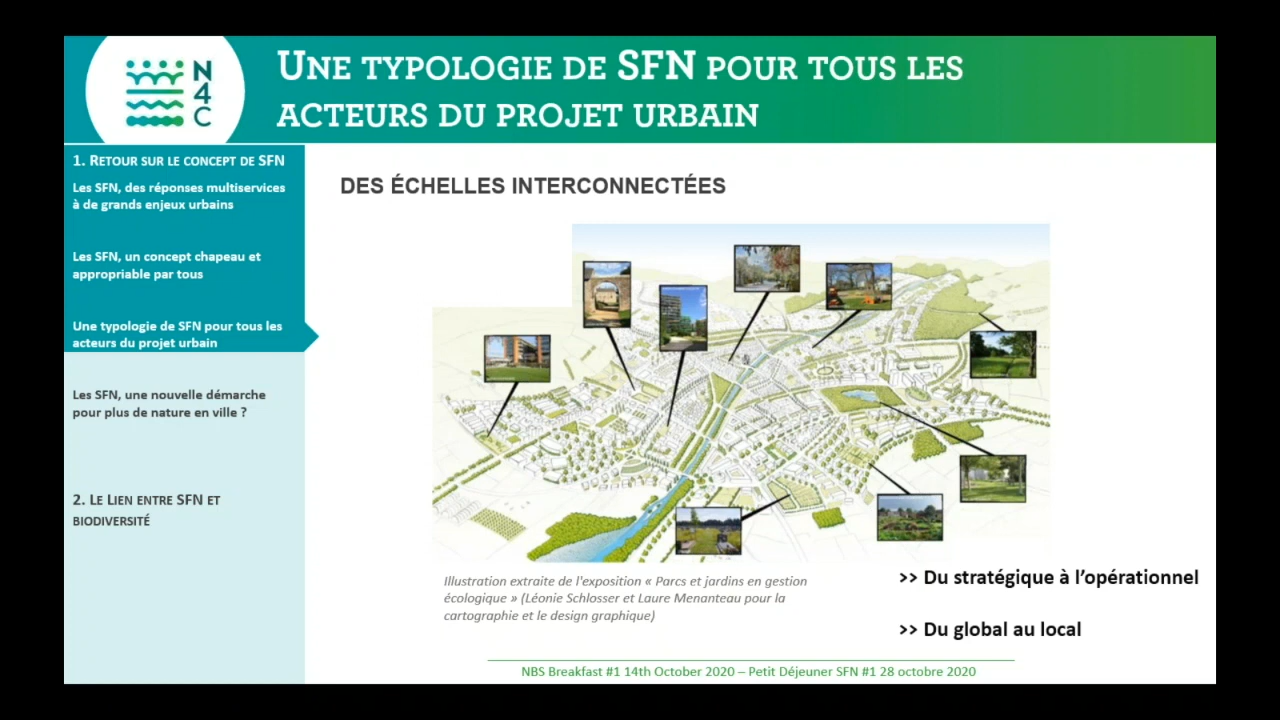 N4C
UNE TYPOLOGIE DE SFN POUR TOUS LES
ACTEURS DU PROJET URBAIN
1. RETOUR SUR LE CONCEPT DE SFN
Les SFN, des réponses multiservices
à de grands enjeux urbains
Les SFN, un concept chapeau et
appropriable par tous
Une typologie de SFN pour tous les
acteurs du projet urbain
Les SFN, une nouvelle démarche
pour plus de nature en ville ?
2. LE LIEN ENTRE SFN ET
BIODIVERSITÉ
DES ÉCHELLES INTERCONNECTÉES
Illustration extraite de l'exposition « Parcs et jardins en gestion
écologique » (Léonie Schlosser et Laure Menanteau pour la
cartographie et le design graphique)
>> Du stratégique à l’opérationnel
>> Du global au local
NBS Breakfast #1 14th October 2020 – Petit Déjeuner SFN #1 28 octobre 2020